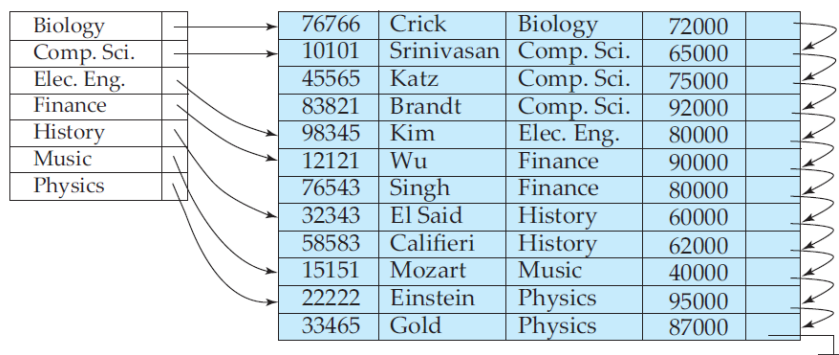 Biology
Comp. Sci.
Elec. Eng.
Finance
History
Music
Physics
76766 Crick Biology 72000
10101 Srinivasan Comp. Sci. 65000
45565 Katz Comp. Sci. 75000
83821 Brandt Comp. Sci. 92000
98345 Kim Elec. Eng. 80000
12121 Wu Finance 90000
76543 Singh Finance 80000
32343 El Said History 60000
58583 Califieri History 62000
15151 Mozart Music 40000
22222 Einstein Physics 95000
33465 Gold Physics 87000